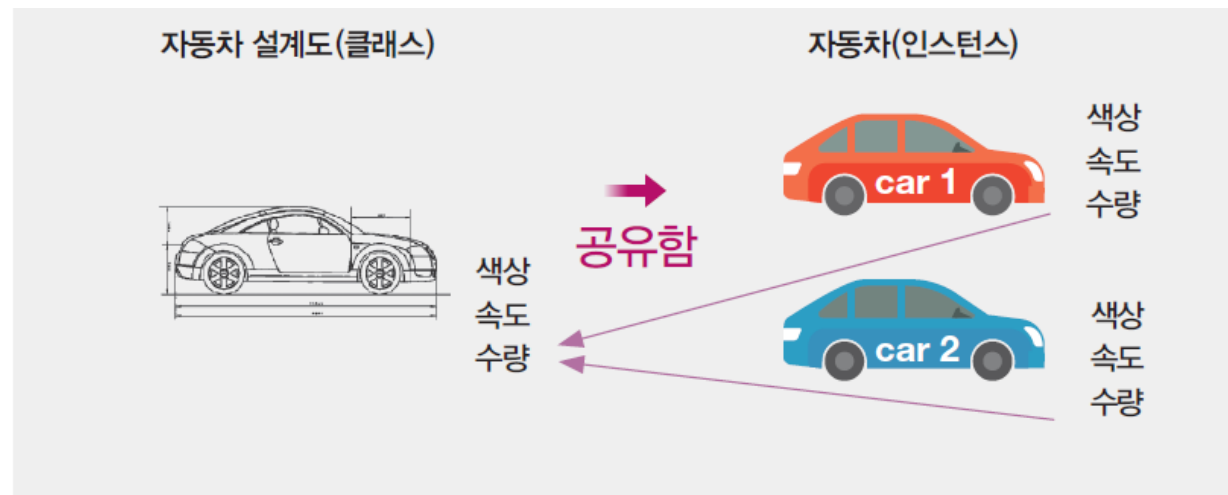 자동차 설계도(클래스)
자동차(인스턴스)
색상
속도
수량
공유함
car 1
색상
속도
수량
car 2
색상
속도
수량